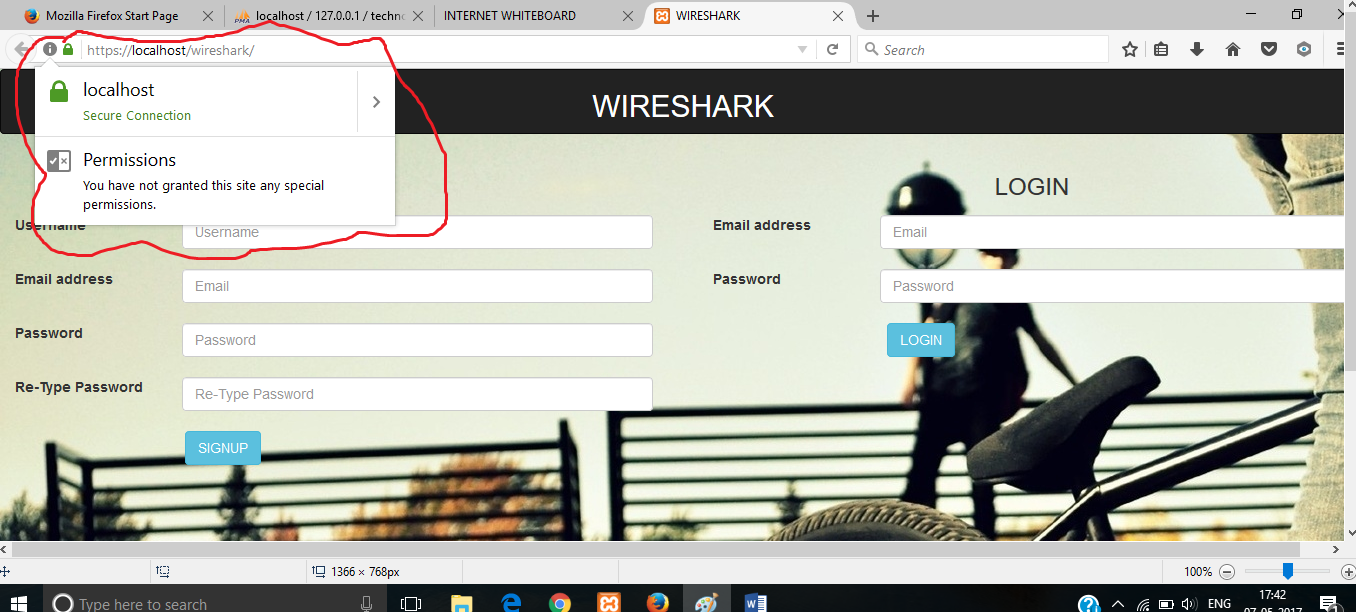 Mozilla Firefox Start Page
localhost / 127.0.0.1 / techno
INTERNET WHITEBOARD
WIRESHARK
https://localhost/wireshark/
Search
localhost
Secure Connection
Permissions
You have not granted this site any special
permissions.
WIRESHARK
Username
Username
Email address
Email
Password
Password
Re-Type Password
Re-Type Password
SIGNUP
LOGIN
Email address
Email
Password
Password
LOGIN
1366 × 768px
100%
Type here to search
ENG
17:42
07-05-2017